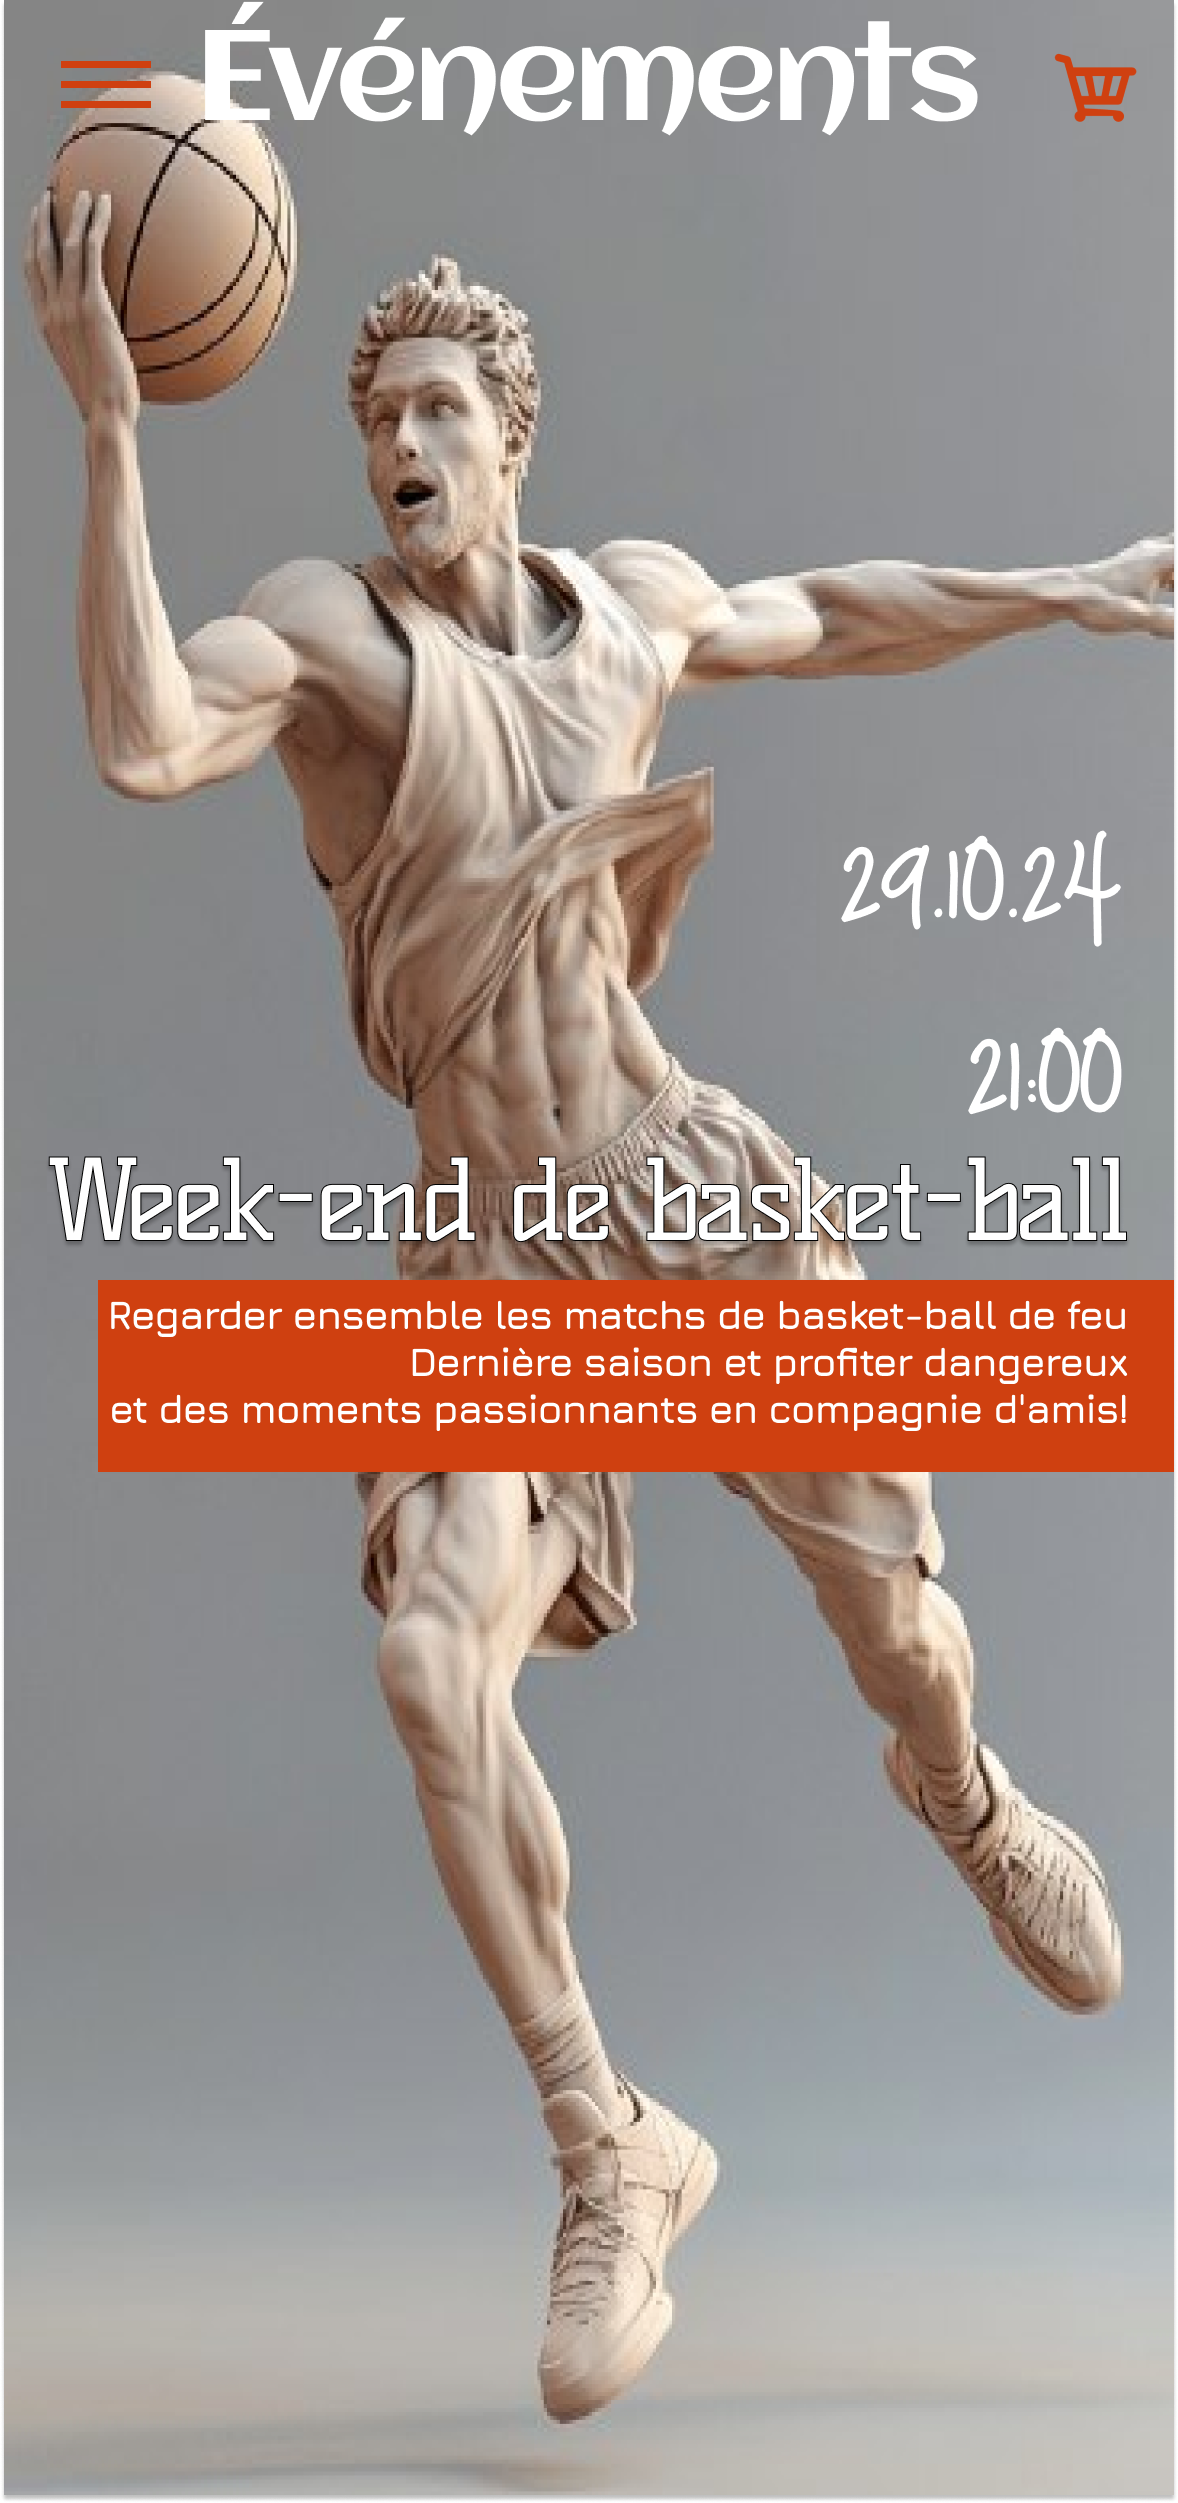 Événements
29.10.24
21:00
Week-end de basket-ball
Regarder ensemble les matchs de basket-ball de feu
Dernière saison et profiter dangereux
et des moments passionnants en compagnie d'amis!